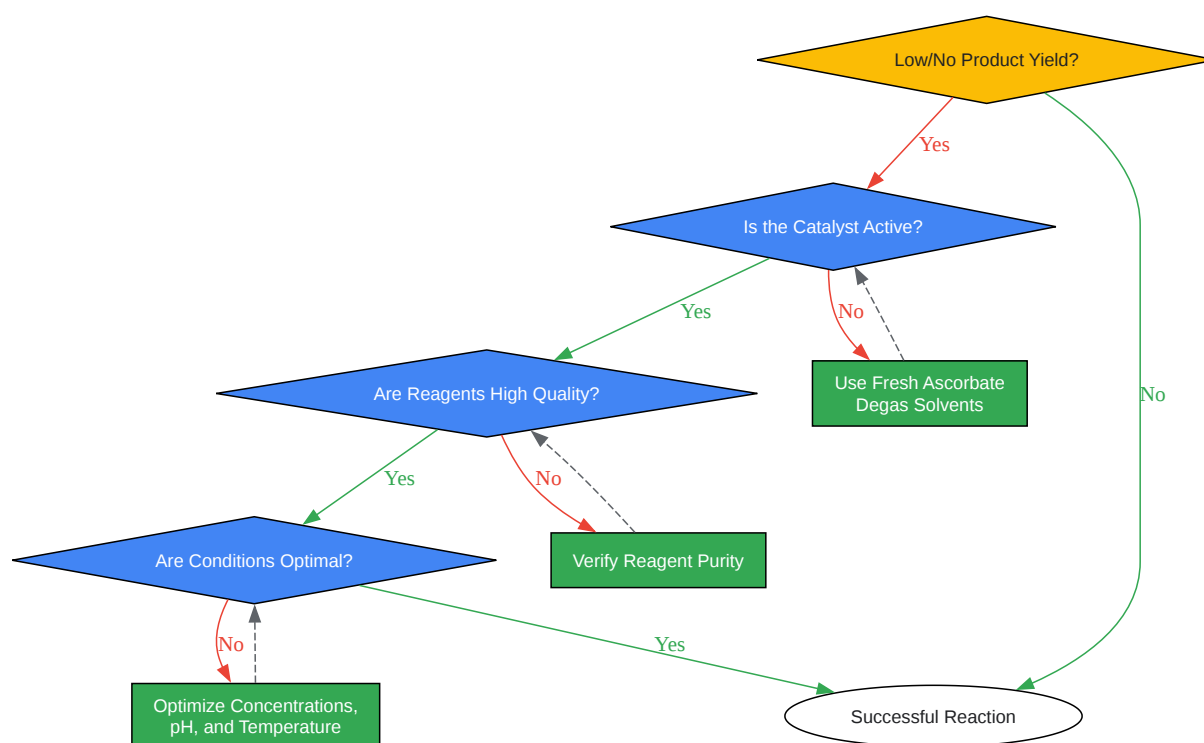 Low/No Product Yield?
Yes
Is the Catalyst Active?
Yes
No
Use Fresh Ascorbate
Degas Solvents
No
Are Reagents High Quality?
Yes
No
Verify Reagent Purity
Are Conditions Optimal?
No
Yes
Optimize Concentrations,
pH, and Temperature
Successful Reaction